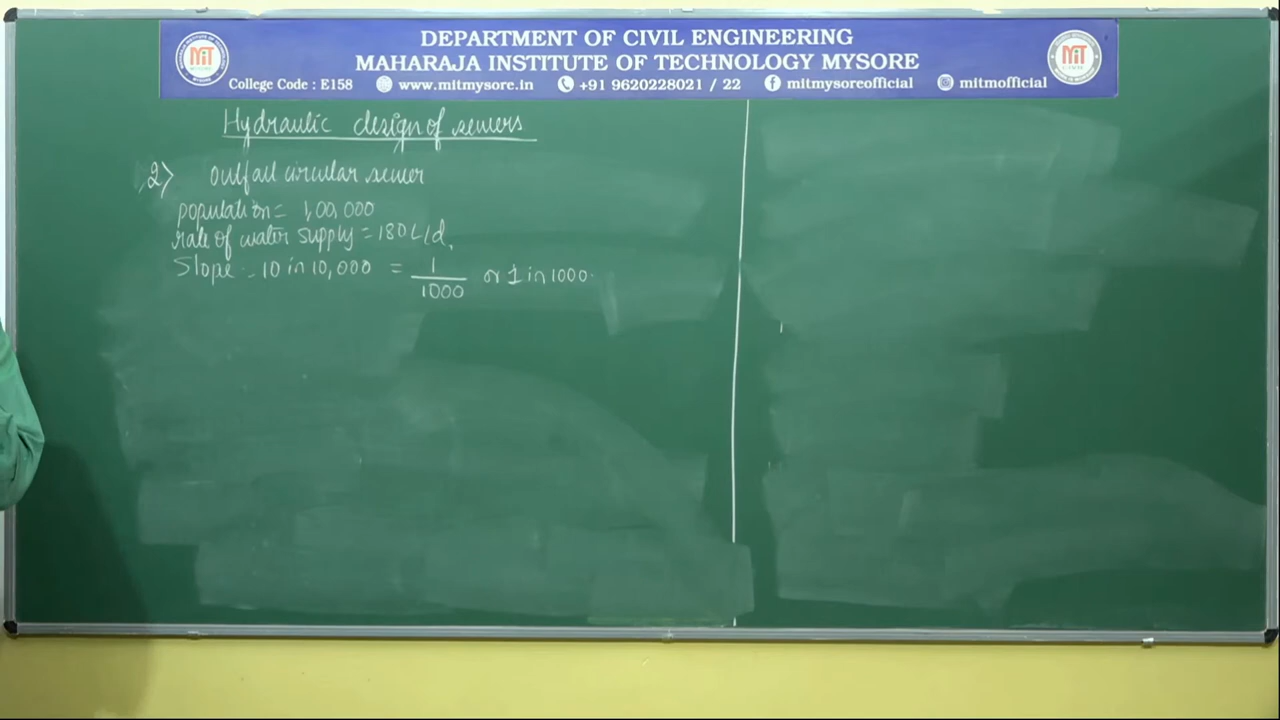 DEPARTMENT OF CIVIL ENGINEERING
MAHARAJA INSTITUTE OF TECHNOLOGY MYSORE
College Code : E158 www.mitmysore.in +91 9620228021 / 22 mitmysoreofficial mitmofficial
MIT
MIT
Hydraulic design of sewers
2) outfall circular sewer
population = 1,00,000
rate of water supply = 180 L/d.
Slope - 10 in 10,000 = 1/1000 or 1 in 1000.